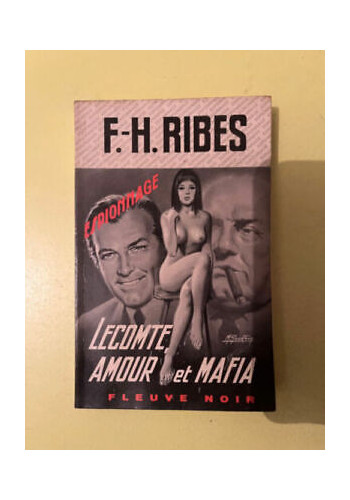 F.-H. RIBES
ESPIONNAGE
LECOMTE,
AMOUR et MAFIA
FLEUVE NOIR